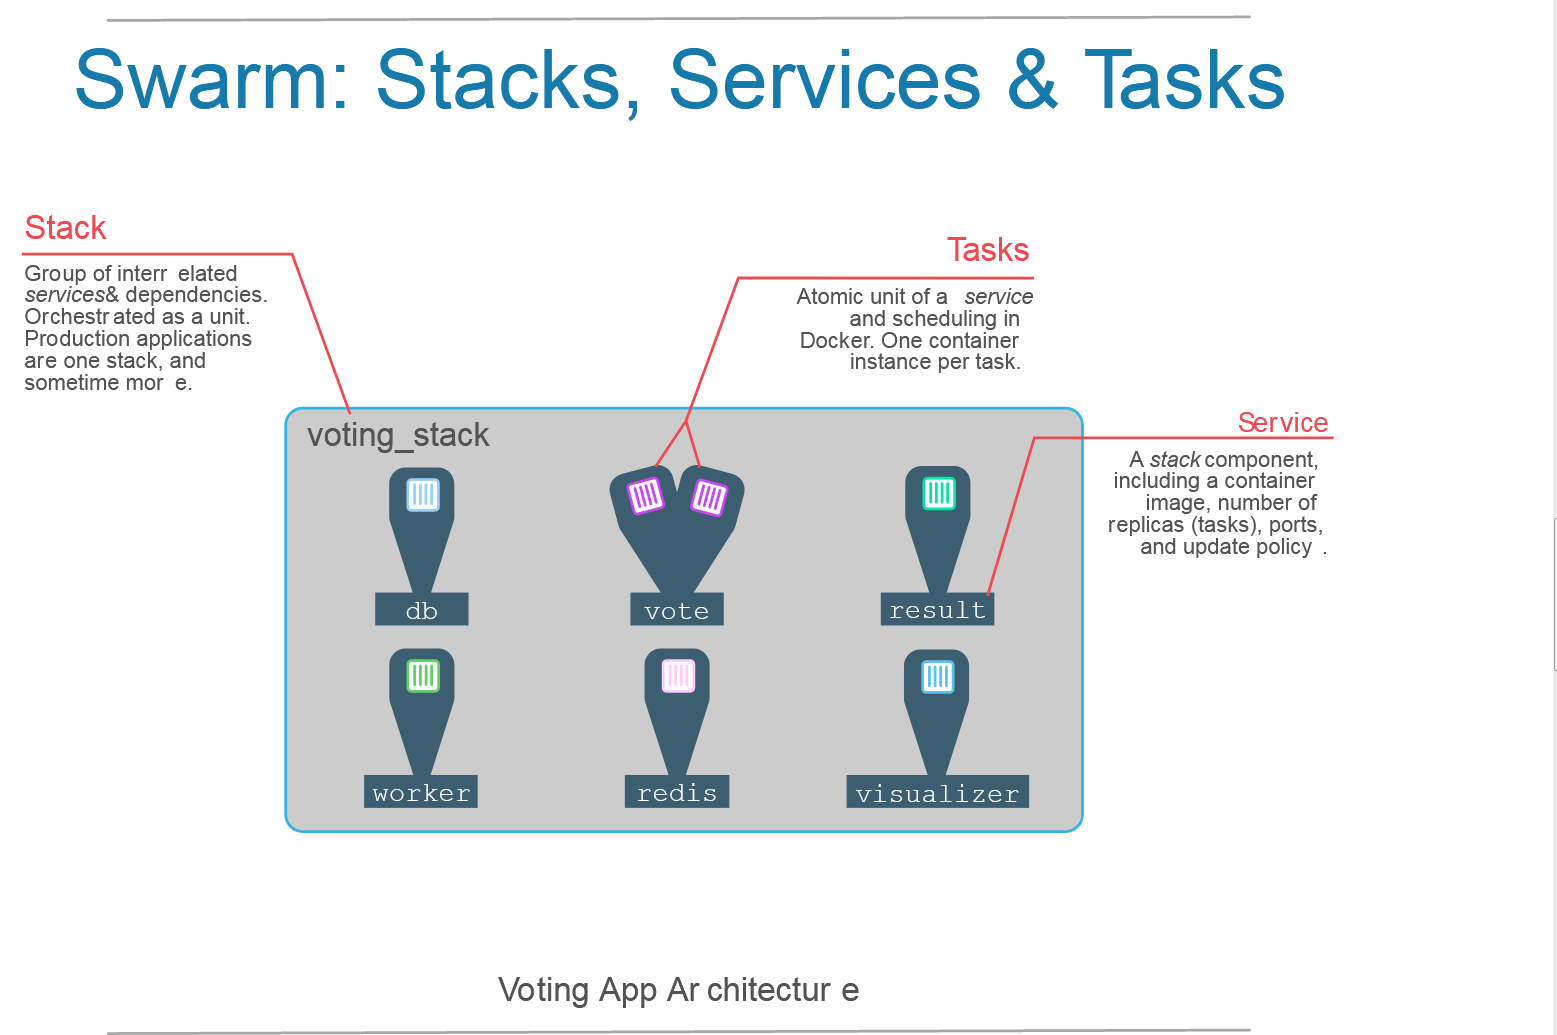 Swarm: Stacks, Services & Tasks
Stack
Group of interr elated
services& dependencies.
Orchestrated as a unit.
Production applications
are one stack, and
sometime mor e.
Tasks
Atomic unit of a service
and scheduling in
Docker. One container
instance per task.
Service
A stack component,
including a container
image, number of
replicas (tasks), ports,
and update policy .
voting_stack
db
vote
result
worker
redis
visualizer
Voting App Ar chitectur e